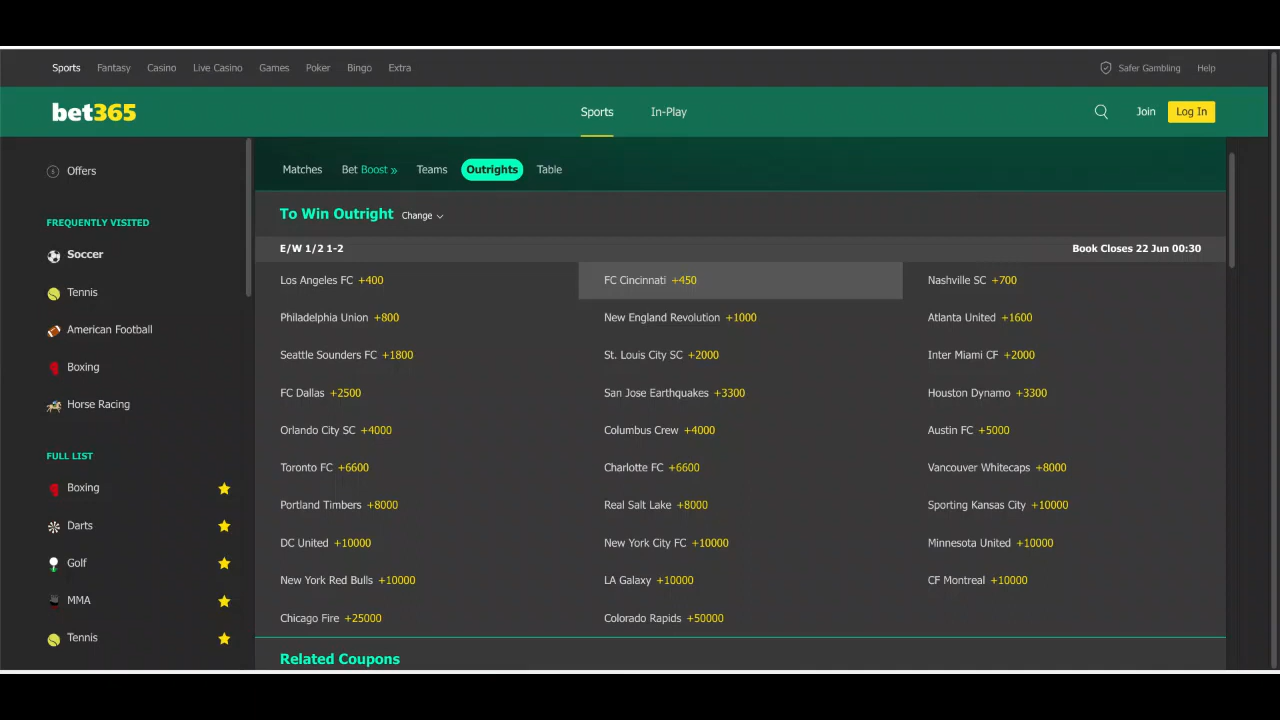 Sports Fantasy Casino Live Casino Games Poker Bingo Extra Safer Gambling Help
bet365 Sports In-Play Join Log In
Offers
FREQUENTLY VISITED
Soccer
Tennis
American Football
Boxing
Horse Racing
FULL LIST
Boxing
Darts
Golf
MMA
Tennis
Matches Bet Boost » Teams Outrights Table
To Win Outright Change
E/W 1/2 1-2 Book Closes 22 Jun 00:30
Los Angeles FC +400 FC Cincinnati +450 Nashville SC +700
Philadelphia Union +800 New England Revolution +1000 Atlanta United +1600
Seattle Sounders FC +1800 St. Louis City SC +2000 Inter Miami CF +2000
FC Dallas +2500 San Jose Earthquakes +3300 Houston Dynamo +3300
Orlando City SC +4000 Columbus Crew +4000 Austin FC +5000
Toronto FC +6600 Charlotte FC +6600 Vancouver Whitecaps +8000
Portland Timbers +8000 Real Salt Lake +8000 Sporting Kansas City +10000
DC United +10000 New York City FC +10000 Minnesota United +10000
New York Red Bulls +10000 LA Galaxy +10000 CF Montreal +10000
Chicago Fire +25000 Colorado Rapids +50000
Related Coupons